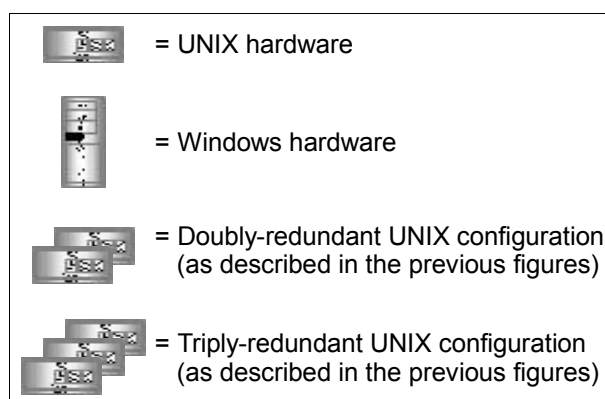 = UNIX hardware
= Windows hardware
= Doubly-redundant UNIX configuration
(as described in the previous figures)
= Triply-redundant UNIX configuration
(as described in the previous figures)